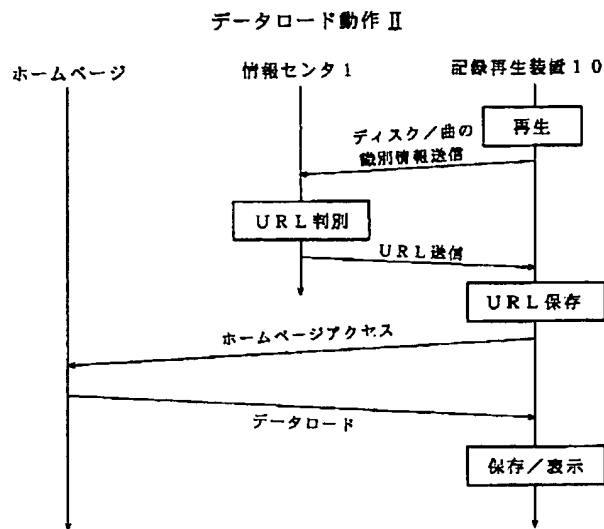 データロード動作Ⅱ
ホームページ
情報センタ1
記録再生装置10
再生
ディスク/曲の
識別情報送信
URL判別
URL送信
URL保存
ホームページアクセス
データロード
保存/表示